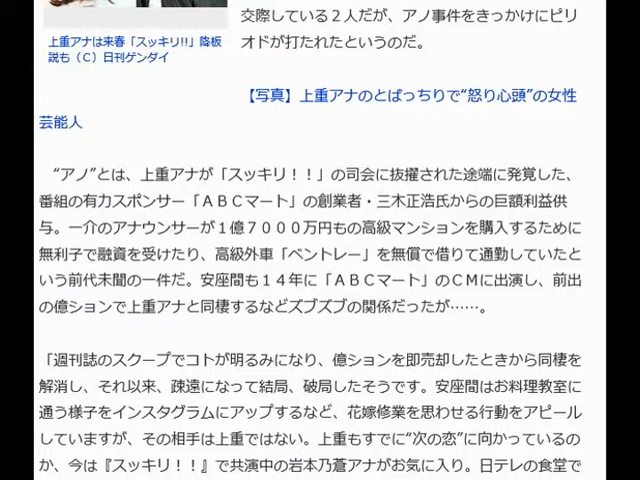 交際している２人だが、アノ事件をきっかけにピリ
オドが打たれたというのだ。
上重アナは来春「スッキリ!!」降板
説も（Ｃ）日刊ゲンダイ
【写真】上重アナのとばっちりで“怒り心頭”の女性
芸能人
“アノ”とは、上重アナが「スッキリ！！」の司会に抜擢された途端に発覚した、
番組の有力スポンサー「ＡＢＣマート」の創業者・三木正浩氏からの巨額利益供
与。一介のアナウンサーが１億７０００万円もの高級マンションを購入するために
無利子で融資を受けたり、高級外車「ベントレー」を無償で借りて通勤していたと
いう前代未聞の一件だ。安座間も１４年に「ＡＢＣマート」のＣＭに出演し、前出
の億ションで上重アナと同棲するなどズブズブの関係だったが……。
「週刊誌のスクープでコトが明るみになり、億ションを即売却したときから同棲を
解消し、それ以来、疎遠になって結局、破局したそうです。安座間はお料理教室に
通う様子をインスタグラムにアップするなど、花嫁修業を思わせる行動をアピール
していますが、その相手は上重ではない。上重もすでに“次の恋”に向かっているの
か、今は『スッキリ！！』で共演中の岩本乃蒼アナがお気に入り。日テレの食堂で